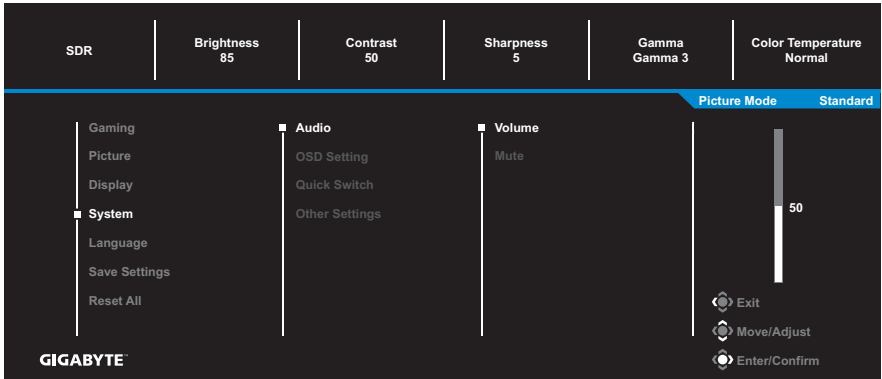 SDR
Brightness
85
Contrast
50
Sharpness
5
Gamma
Gamma 3
Color Temperature
Normal
Picture Mode Standard
Gaming
Picture
Display
System
Language
Save Settings
Reset All
Audio
OSD Setting
Quick Switch
Other Settings
Volume
Mute
50
Exit
Move/Adjust
Enter/Confirm
GIGABYTE™